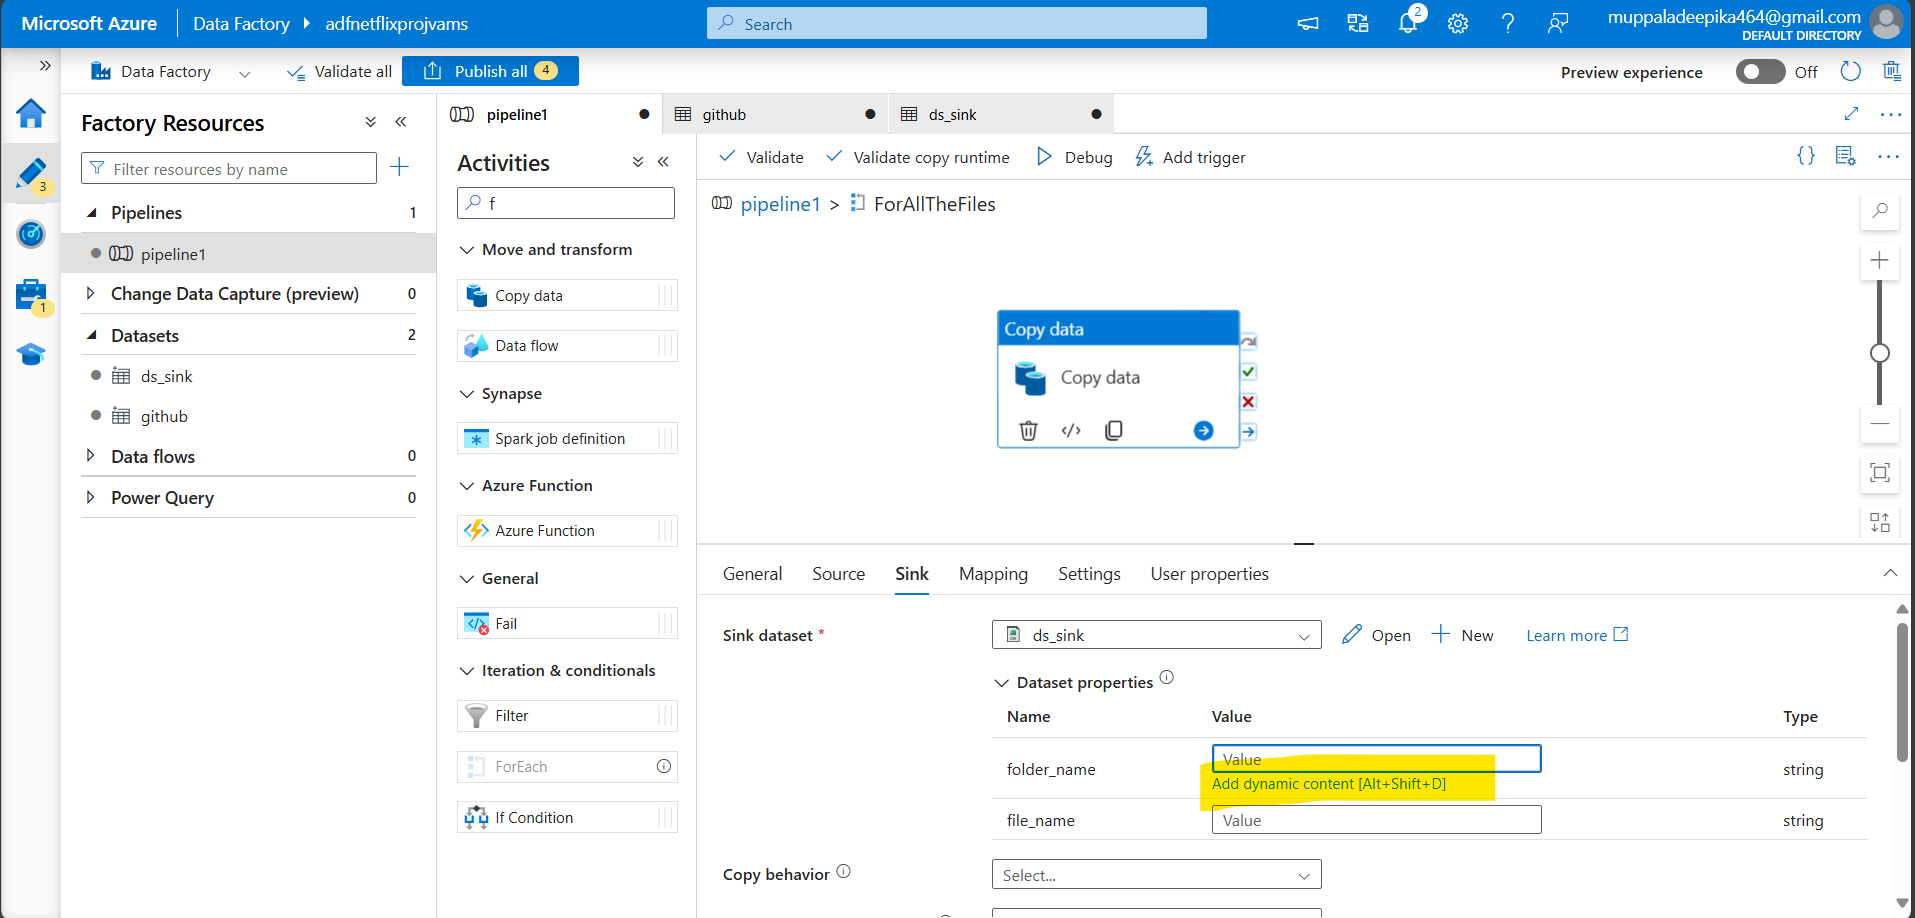 Microsoft Azure
Data Factory
adfnetflixprojvams
Search
2
muppaladeepika464@gmail.com
DEFAULT DIRECTORY
Data Factory
Validate all
Publish all
4
Preview experience
Off
3
1
Factory Resources
Filter resources by name
Pipelines
1
pipeline1
Change Data Capture (preview)
0
Datasets
2
ds_sink
github
Data flows
0
Power Query
0
pipeline1
github
ds_sink
Activities
f
Move and transform
Copy data
Data flow
Synapse
Spark job definition
Azure Function
Azure Function
General
Fail
Iteration & conditionals
Filter
ForEach
If Condition
Validate
Validate copy runtime
Debug
Add trigger
pipeline1 > ForAllTheFiles
Copy data
Copy data
General
Source
Sink
Mapping
Settings
User properties
Sink dataset *
ds_sink
Open
New
Learn more
Dataset properties
Name
Value
Type
folder_name
Value
string
Add dynamic content [Alt+Shift+D]
file_name
Value
string
Copy behavior
Select...